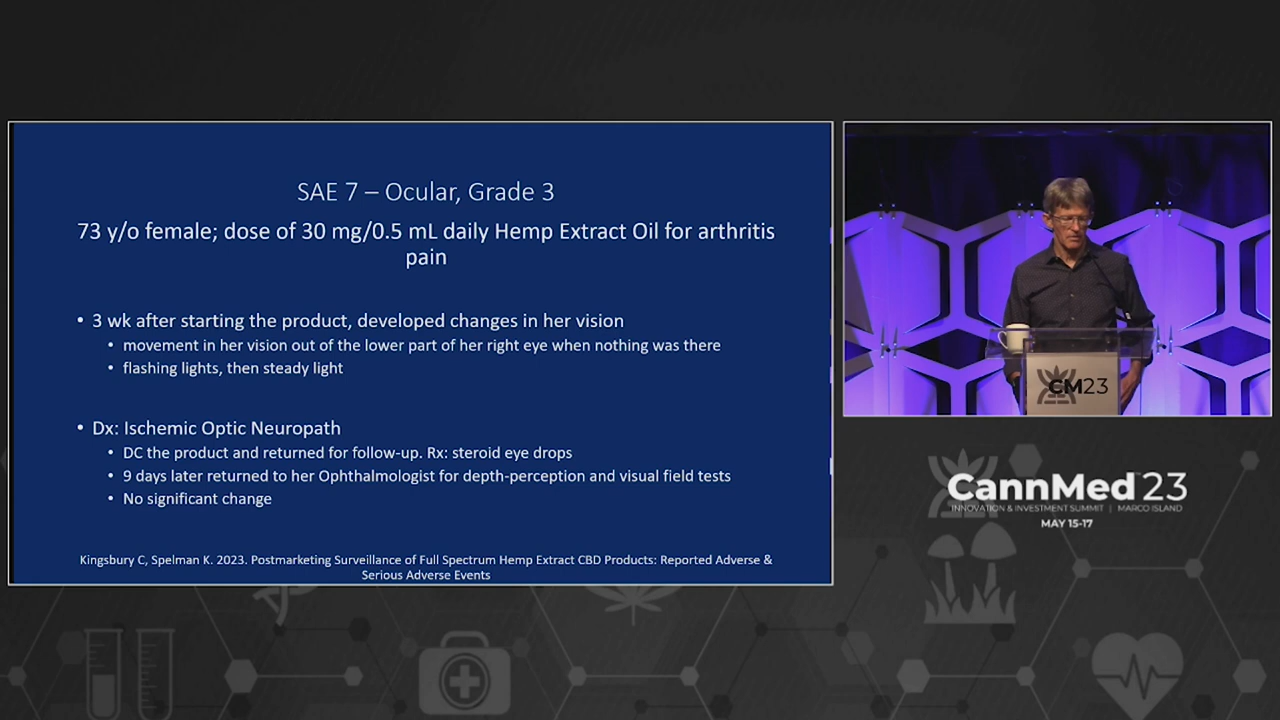 SAE 7 – Ocular, Grade 3
73 y/o female; dose of 30 mg/0.5 mL daily Hemp Extract Oil for arthritis
pain
• 3 wk after starting the product, developed changes in her vision
• movement in her vision out of the lower part of her right eye when nothing was there
• flashing lights, then steady light
• Dx: Ischemic Optic Neuropath
• DC the product and returned for follow-up. Rx: steroid eye drops
• 9 days later returned to her Ophthalmologist for depth-perception and visual field tests
• No significant change
Kingsbury C, Spelman K. 2023. Postmarketing Surveillance of Full Spectrum Hemp Extract CBD Products: Reported Adverse &
Serious Adverse Events
CM23
CannMed 23
INNOVATION & INVESTMENT SUMMIT | MARCO ISLAND
MAY 15-17